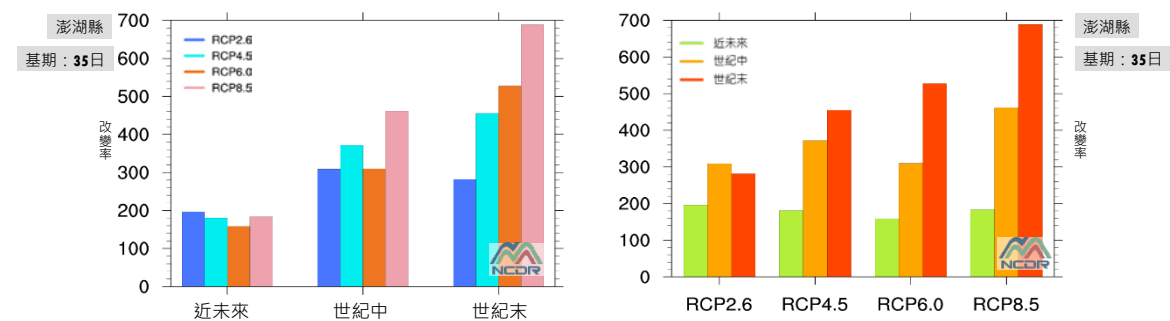 澎湖縣
基期：35日
700
600
500
400
300
200
100
0
改變率
RCP2.6
RCP4.5
RCP6.0
RCP8.5
NCDR
近未來
世紀中
世紀末
700
600
500
400
300
200
100
0
近未來
世紀中
世紀末
NCDR
RCP2.6
RCP4.5
RCP6.0
RCP8.5
澎湖縣
基期：35日
改變率